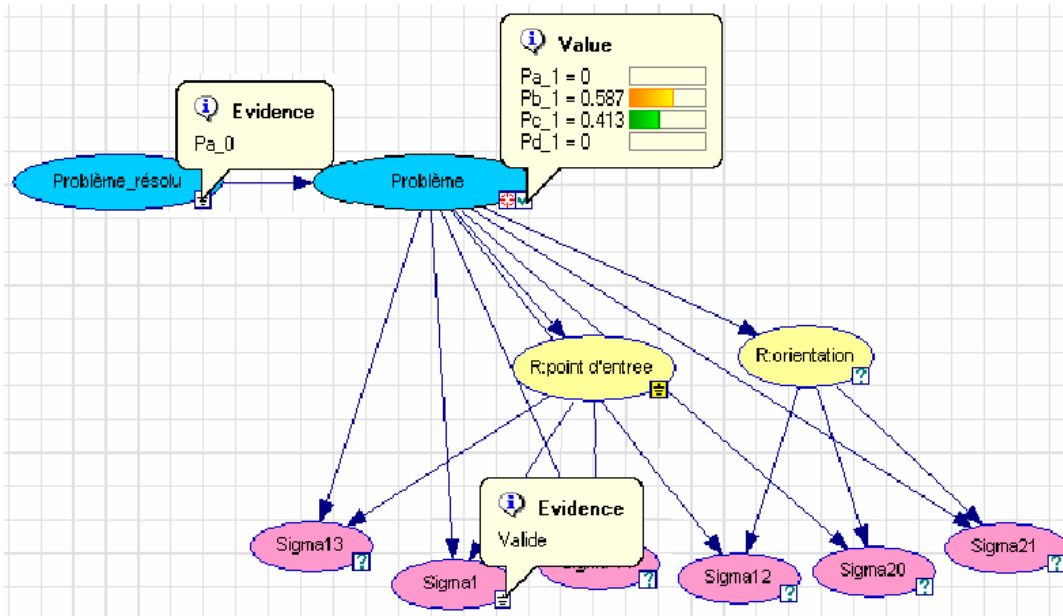 Value
Pa_1 = 0
Pb_1 = 0.587
Pc_1 = 0.413
Pd_1 = 0
Evidence
Pa_0
Problème_résolu
Problème
R:point d'entree
R:orientation
Evidence
Valide
Sigma13
Sigma1
Sigma12
Sigma20
Sigma21